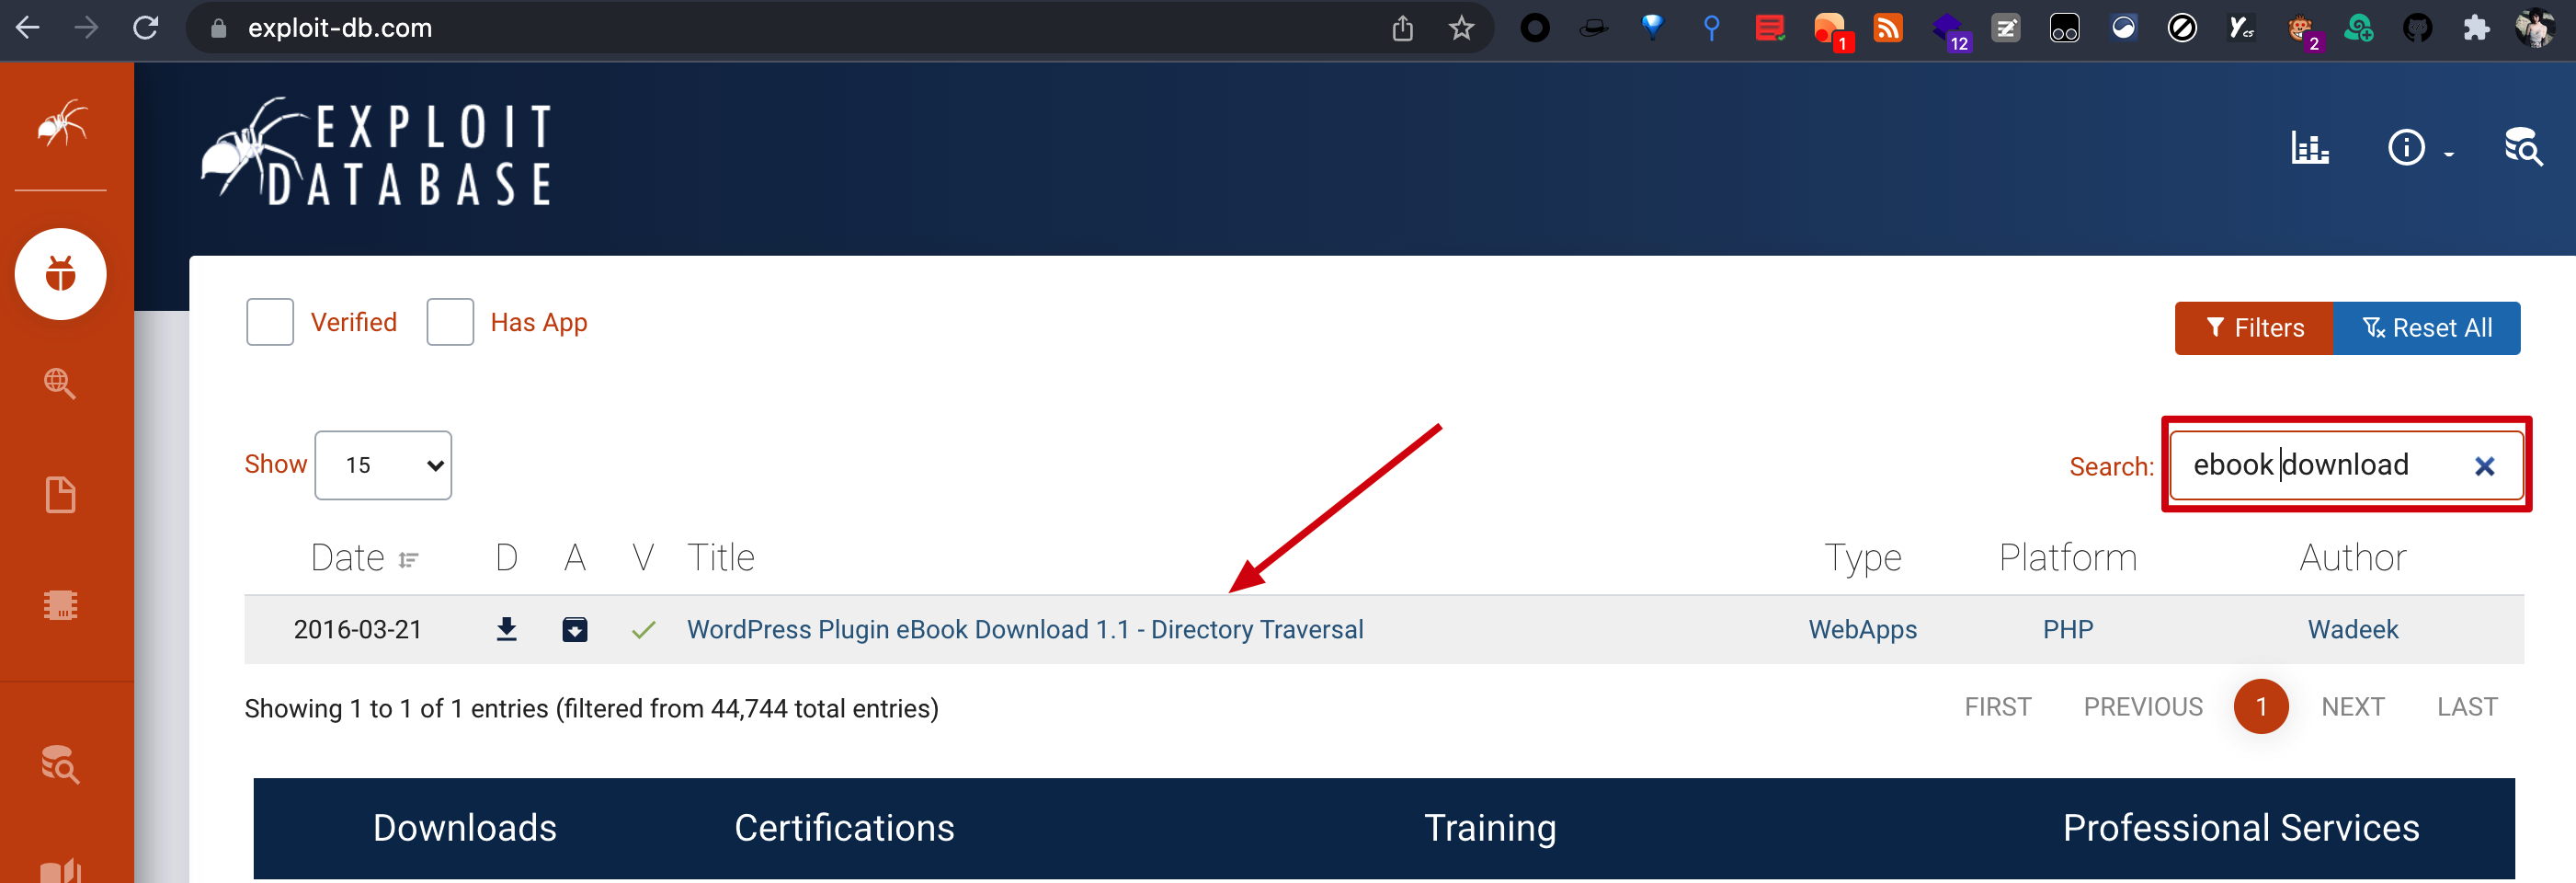 exploit-db.com
1
12
Ycs
2
EXPLOIT
DATABASE
Verified
Has App
Filters
Reset All
Show 15
Search: ebook download
Date D A V Title Type Platform Author
2016-03-21 WordPress Plugin eBook Download 1.1 - Directory Traversal WebApps PHP Wadeek
Showing 1 to 1 of 1 entries (filtered from 44,744 total entries)
FIRST PREVIOUS 1 NEXT LAST
Downloads Certifications Training Professional Services